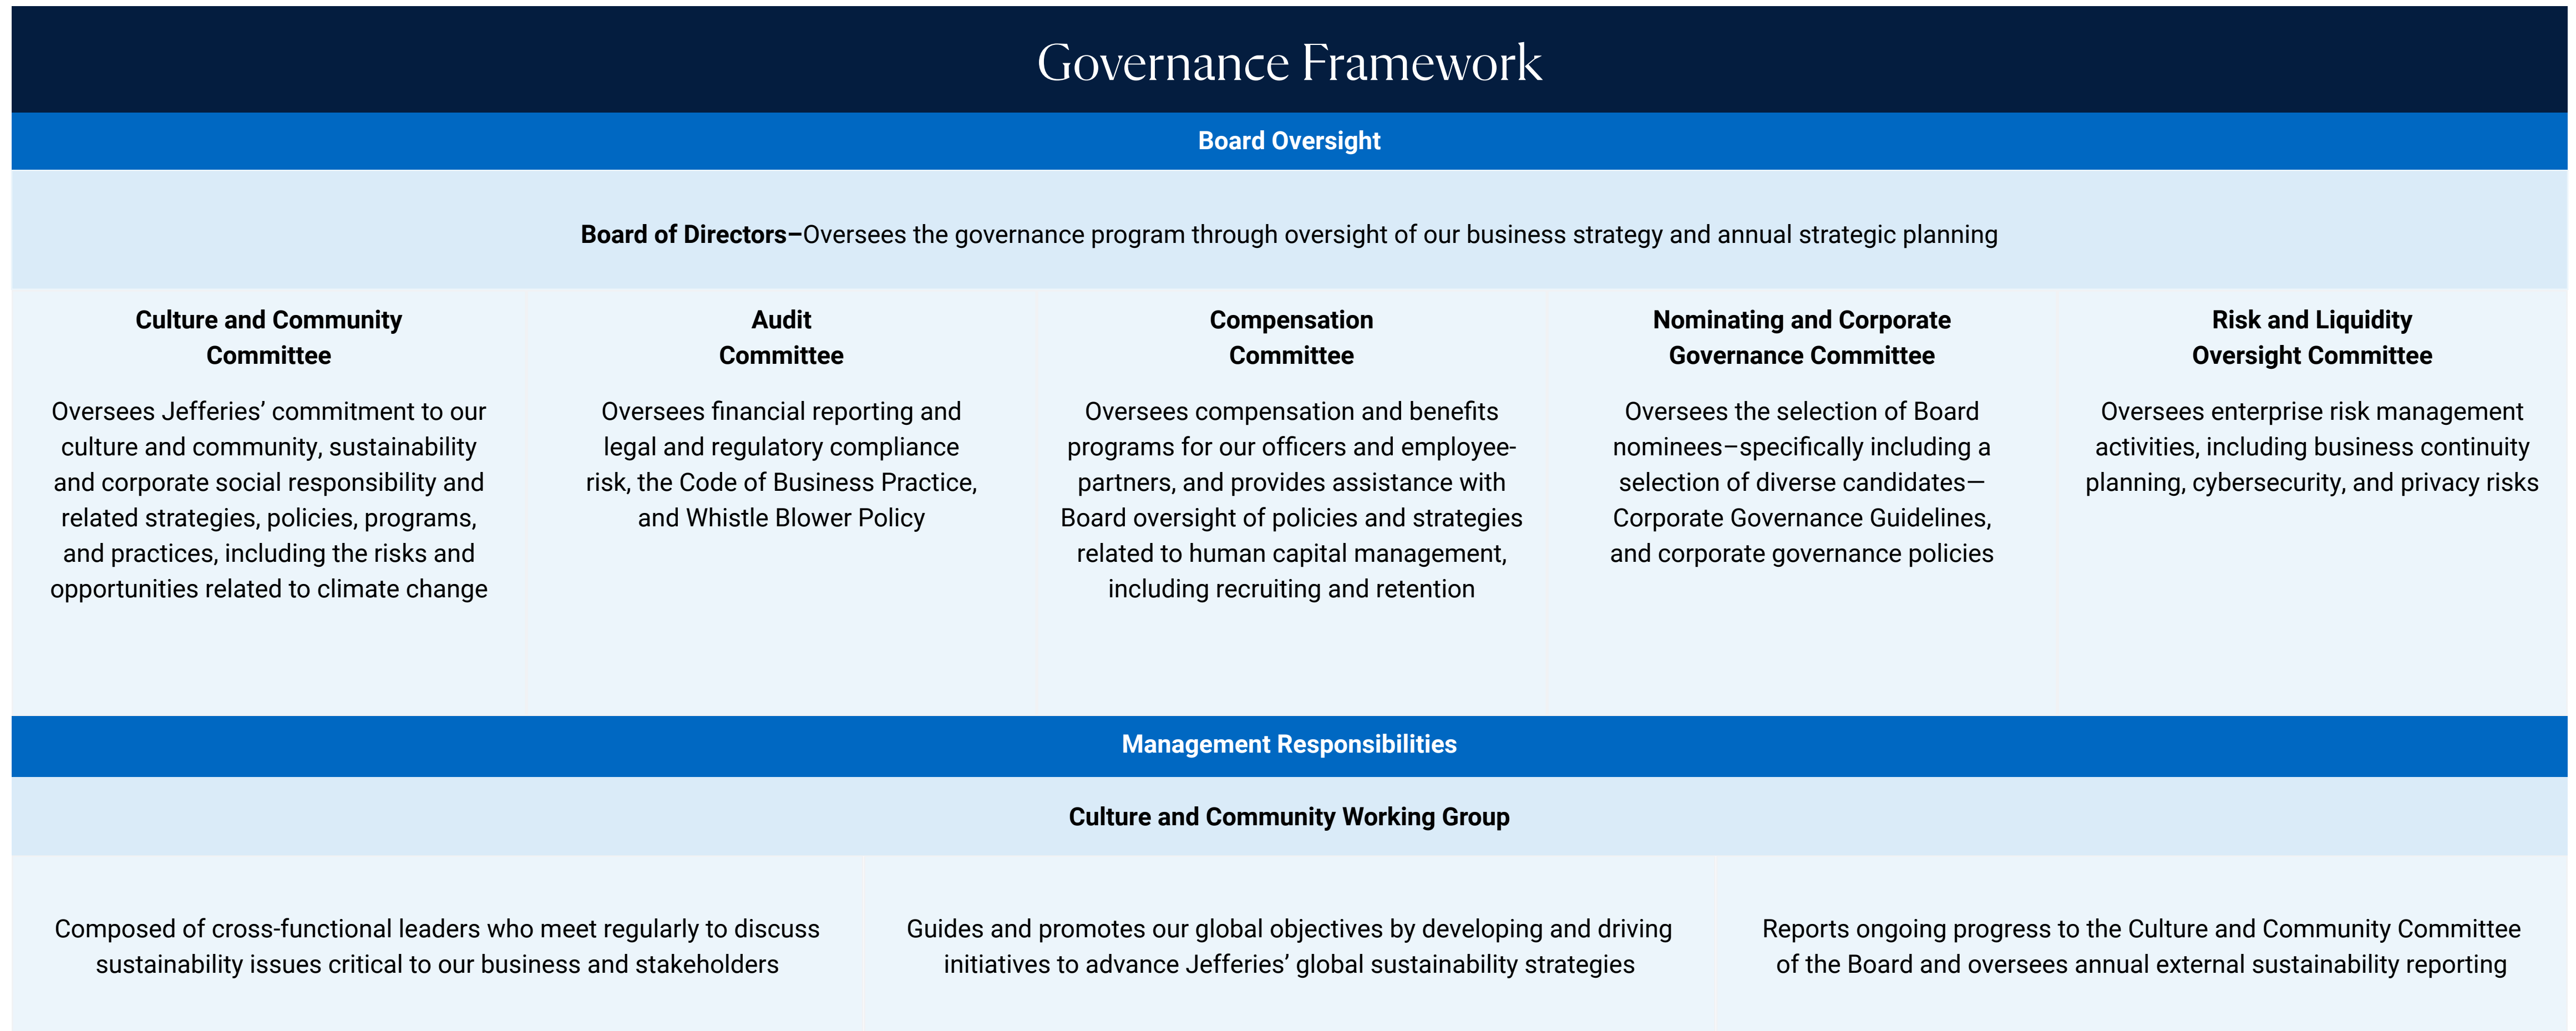 Governance Framework
Board Oversight
Board of Directors–Oversees the governance program through oversight of our business strategy and annual strategic planning
Culture and Community
Committee
Oversees Jefferies’ commitment to our
culture and community, sustainability
and corporate social responsibility and
related strategies, policies, programs,
and practices, including the risks and
opportunities related to climate change
Audit
Committee
Oversees financial reporting and
legal and regulatory compliance
risk, the Code of Business Practice,
and Whistle Blower Policy
Compensation
Committee
Oversees compensation and benefits
programs for our officers and employee-
partners, and provides assistance with
Board oversight of policies and strategies
related to human capital management,
including recruiting and retention
Nominating and Corporate
Governance Committee
Oversees the selection of Board
nominees–specifically including a
selection of diverse candidates—
Corporate Governance Guidelines,
and corporate governance policies
Risk and Liquidity
Oversight Committee
Oversees enterprise risk management
activities, including business continuity
planning, cybersecurity, and privacy risks
Management Responsibilities
Culture and Community Working Group
Composed of cross-functional leaders who meet regularly to discuss
sustainability issues critical to our business and stakeholders
Guides and promotes our global objectives by developing and driving
initiatives to advance Jefferies’ global sustainability strategies
Reports ongoing progress to the Culture and Community Committee
of the Board and oversees annual external sustainability reporting